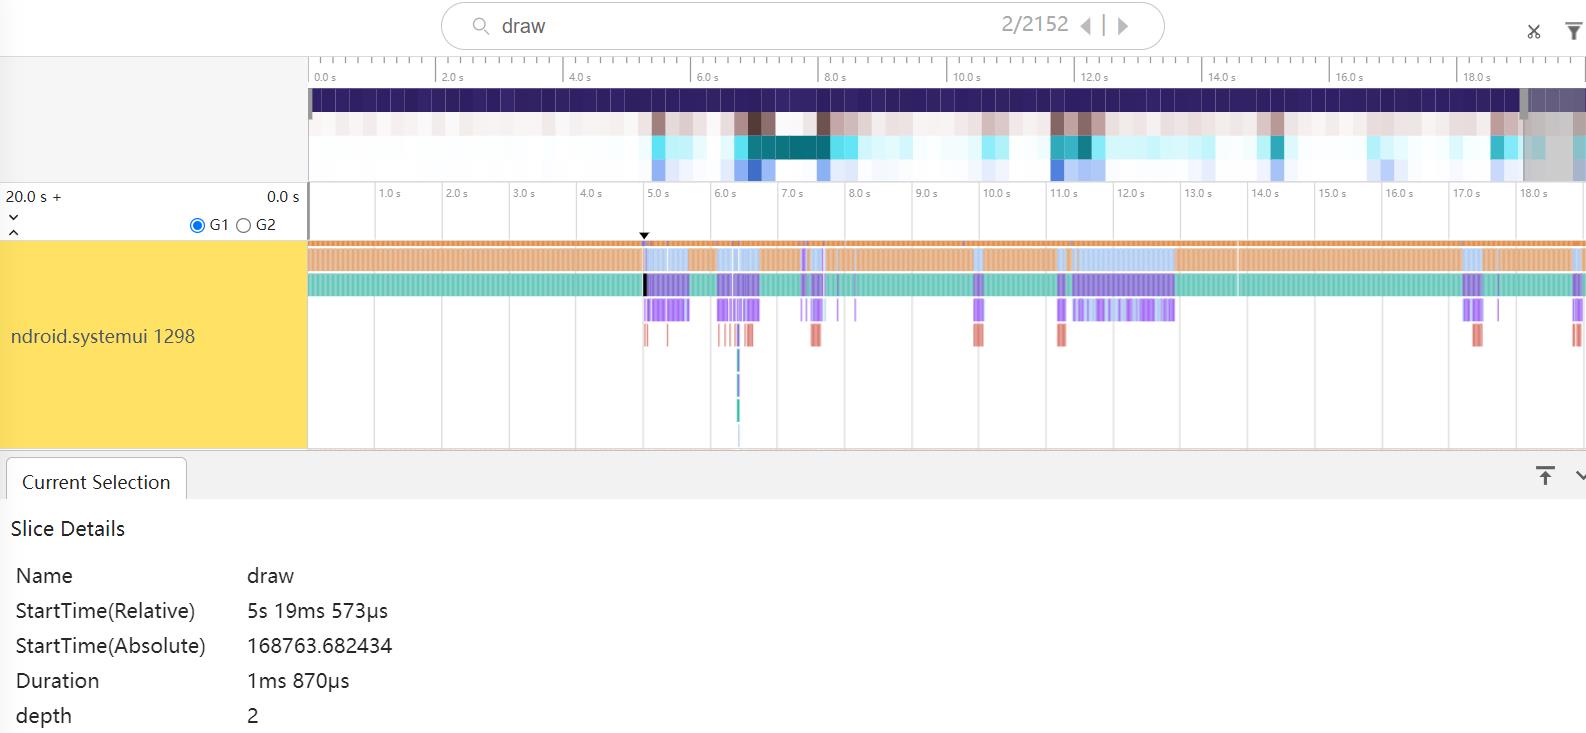 draw 2/2152
0.0 s 2.0 s 4.0 s 6.0 s 8.0 s 10.0 s 12.0 s 14.0 s 16.0 s 18.0 s
20.0 s + 0.0 s 1.0 s 2.0 s 3.0 s 4.0 s 5.0 s 6.0 s 7.0 s 8.0 s 9.0 s 10.0 s 11.0 s 12.0 s 13.0 s 14.0 s 15.0 s 16.0 s 17.0 s 18.0 s
G1 G2
ndroid.systemui 1298
Current Selection
Slice Details
Name draw
StartTime(Relative) 5s 19ms 573μs
StartTime(Absolute) 168763.682434
Duration 1ms 870μs
depth 2